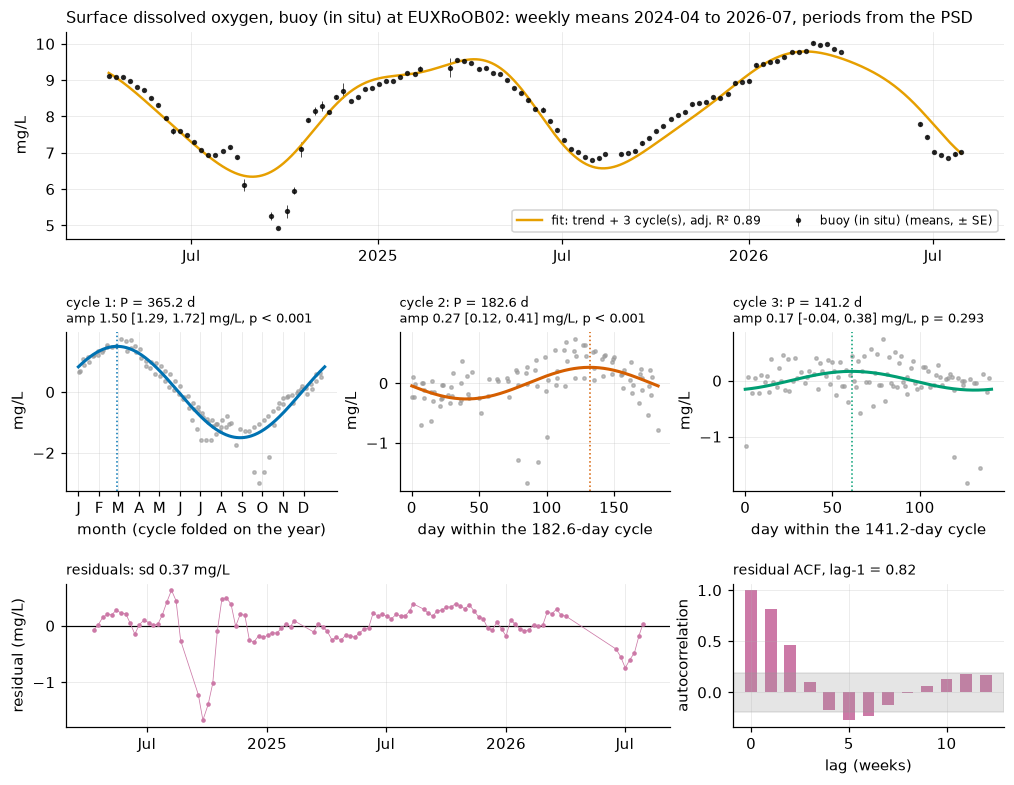 Surface dissolved oxygen, buoy (in situ) at EUXRoOB02: weekly means 2024-04 to 2026-07, periods from the PSD
10
9
8
7
6
5
mg/L
Jul
2025
Jul
2026
Jul
fit: trend + 3 cycle(s), adj. R² 0.89
buoy (in situ) (means, ± SE)
cycle 1: P = 365.2 d
amp 1.50 [1.29, 1.72] mg/L, p < 0.001
0
−2
mg/L
J F M A M J J A S O N D
month (cycle folded on the year)
cycle 2: P = 182.6 d
amp 0.27 [0.12, 0.41] mg/L, p < 0.001
0
−1
mg/L
0 50 100 150
day within the 182.6-day cycle
cycle 3: P = 141.2 d
amp 0.17 [-0.04, 0.38] mg/L, p = 0.293
0
−1
mg/L
0 50 100
day within the 141.2-day cycle
residuals: sd 0.37 mg/L
0
−1
residual (mg/L)
Jul
2025
Jul
2026
Jul
residual ACF, lag-1 = 0.82
1.0
0.5
0.0
autocorrelation
0 5 10
lag (weeks)